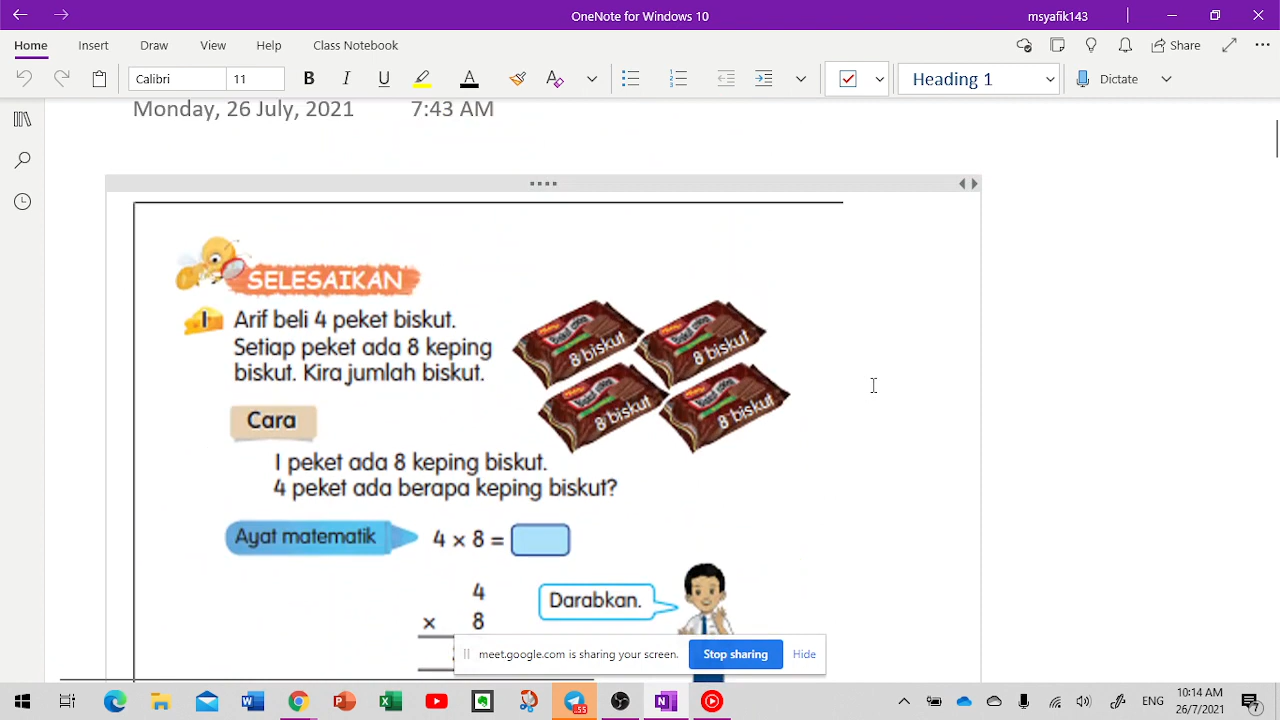 OneNote for Windows 10
msyafik143
Home
Insert
Draw
View
Help
Class Notebook
Share
Calibri
11
B
I
U
A
A
Heading 1
Dictate
Monday, 26 July, 2021
7:43 AM
SELESAIKAN
1
Arif beli 4 peket biskut.
Setiap peket ada 8 keping
biskut. Kira jumlah biskut.
8 biskut
8 biskut
8 biskut
8 biskut
Cara
1 peket ada 8 keping biskut.
4 peket ada berapa keping biskut?
Ayat matematik
4 × 8 =
4
× 8
Darabkan.
meet.google.com is sharing your screen.
Stop sharing
Hide
55
8:14 AM
26/7/2021
7